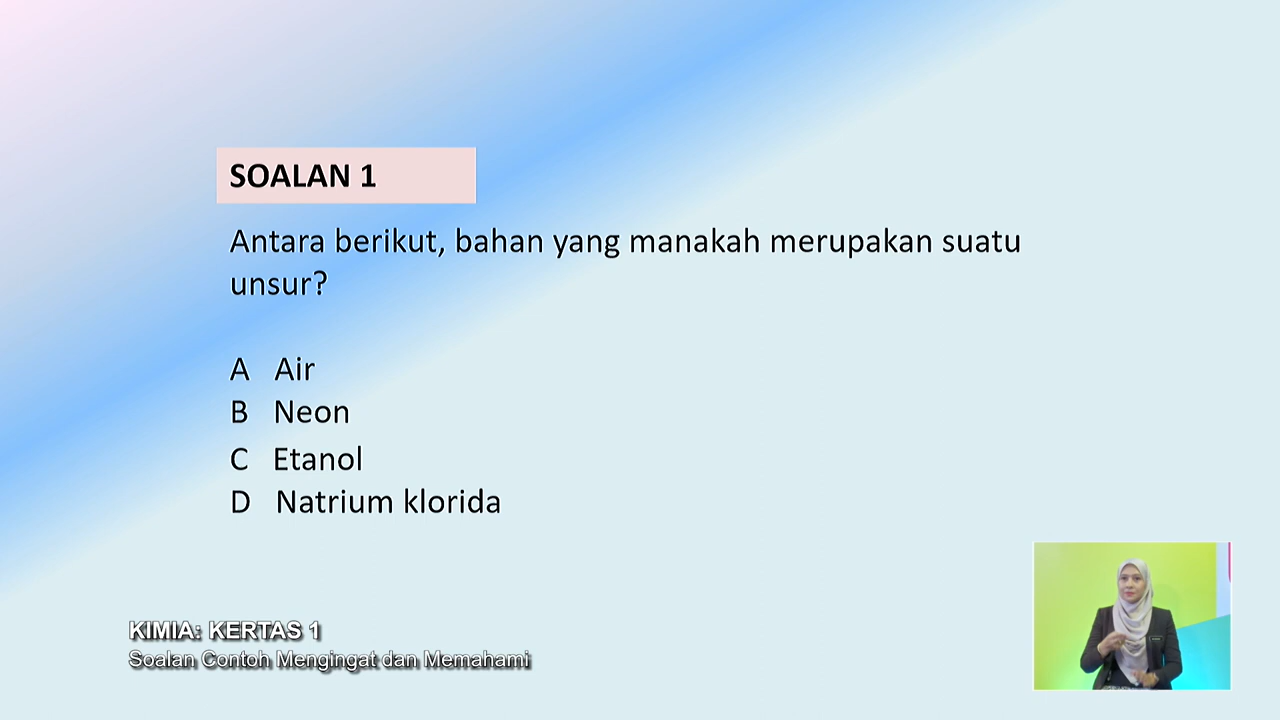 SOALAN 1
Antara berikut, bahan yang manakah merupakan suatu
unsur?
A Air
B Neon
C Etanol
D Natrium klorida
KIMIA: KERTAS 1
Soalan Contoh Mengingat dan Memahami